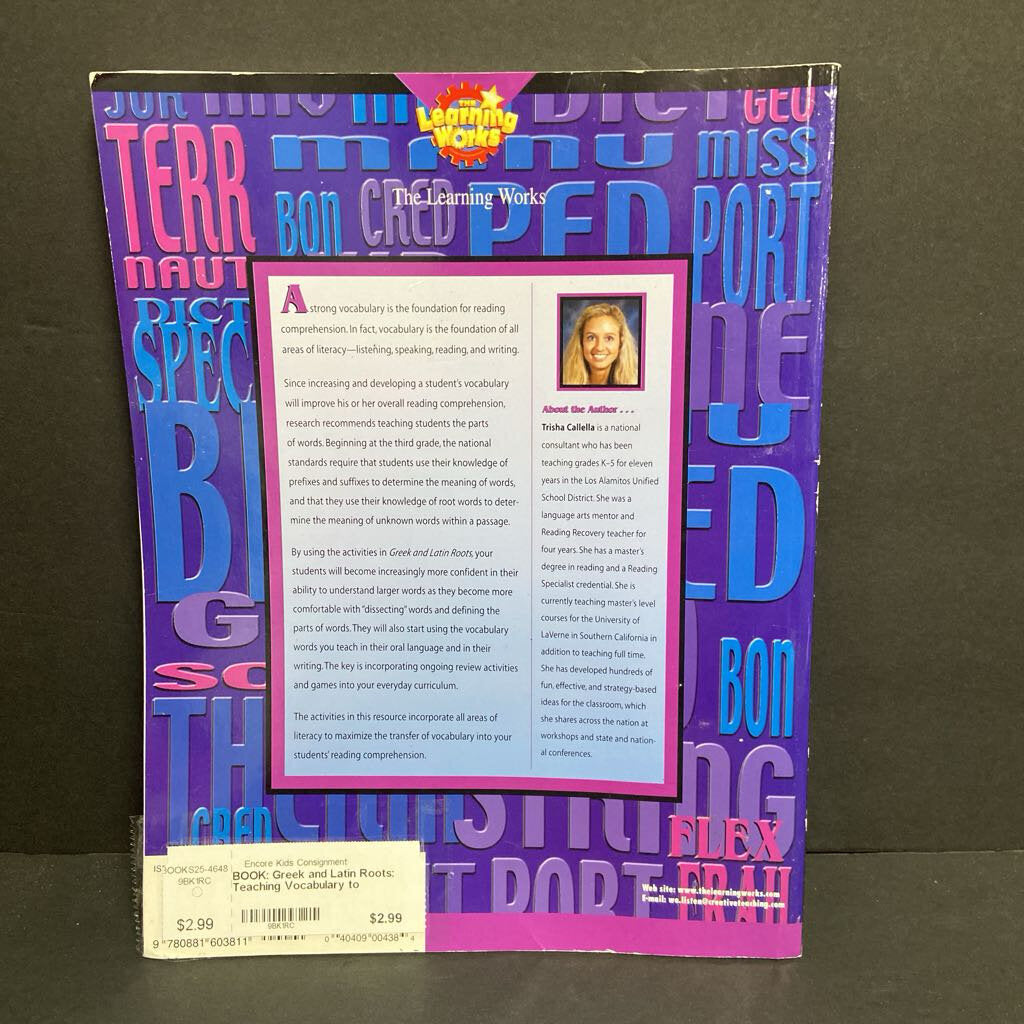 DICT
GEO
TERR
THE
Learning
Works
MISS
The Learning Works
BON
CRED
PED
PORT
NAUT
DICT
SPEC
A strong vocabulary is the foundation for reading
comprehension. In fact, vocabulary is the foundation of all
areas of literacy—listening, speaking, reading, and writing.
Since increasing and developing a student's vocabulary
will improve his or her overall reading comprehension,
research recommends teaching students the parts
of words. Beginning at the third grade, the national
standards require that students use their knowledge of
prefixes and suffixes to determine the meaning of words,
and that they use their knowledge of root words to deter-
mine the meaning of unknown words within a passage.
By using the activities in Greek and Latin Roots, your
students will become increasingly more confident in their
ability to understand larger words as they become more
comfortable with "dissecting" words and defining the
parts of words. They will also start using the vocabulary
words you teach in their oral language and in their
writing. The key is incorporating ongoing review activities
and games into your everyday curriculum.
The activities in this resource incorporate all areas of
literacy to maximize the transfer of vocabulary into your
students' reading comprehension.
About the Author . . .
Trisha Callella is a national
consultant who has been
teaching grades K–5 for eleven
years in the Los Alamitos Unified
School District. She was a
language arts mentor and
Reading Recovery teacher for
four years. She has a master's
degree in reading and a Reading
Specialist credential. She is
currently teaching master's level
courses for the University of
LaVerne in Southern California in
addition to teaching full time.
She has developed hundreds of
fun, effective, and strategy-based
ideas for the classroom, which
she shares across the nation at
workshops and state and nation-
al conferences.
BON
CRED
FLEX
PORT
Web site: www.thelearningworks.com
E-mail: we.listen@creativeteaching.com
BOOKS25-4648
9BK1RC
$2.99
Encore Kids Consignment
BOOK: Greek and Latin Roots:
Teaching Vocabulary to
9BK1RC
$2.99
9 780881 603811
0 40409 00438 4